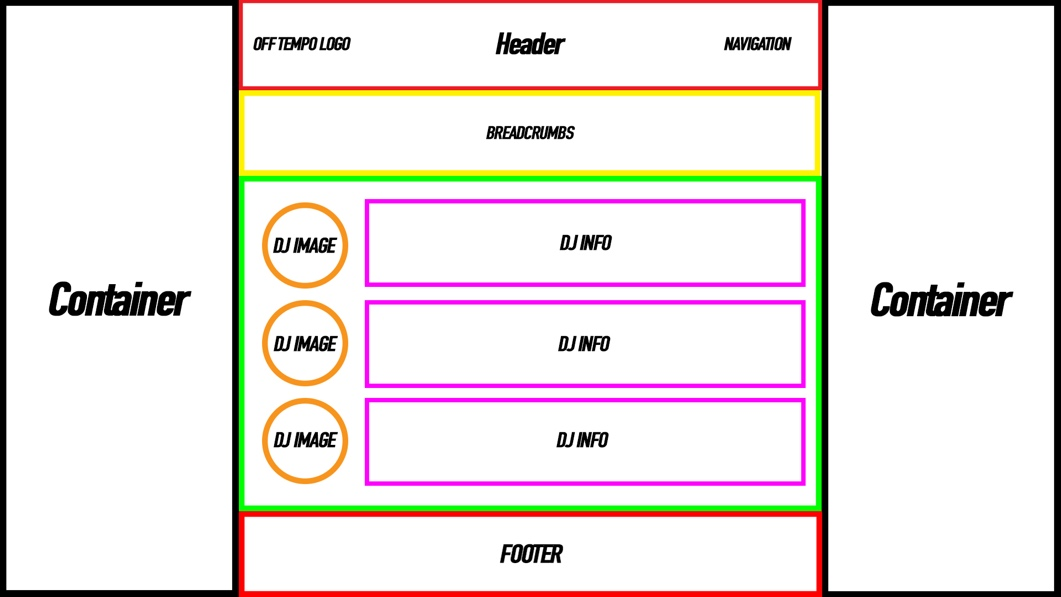 OFF TEMPO LOGO
Header
NAVIGATION
BREADCRUMBS
Container
DJ IMAGE
DJ INFO
DJ IMAGE
DJ INFO
DJ IMAGE
DJ INFO
Container
FOOTER